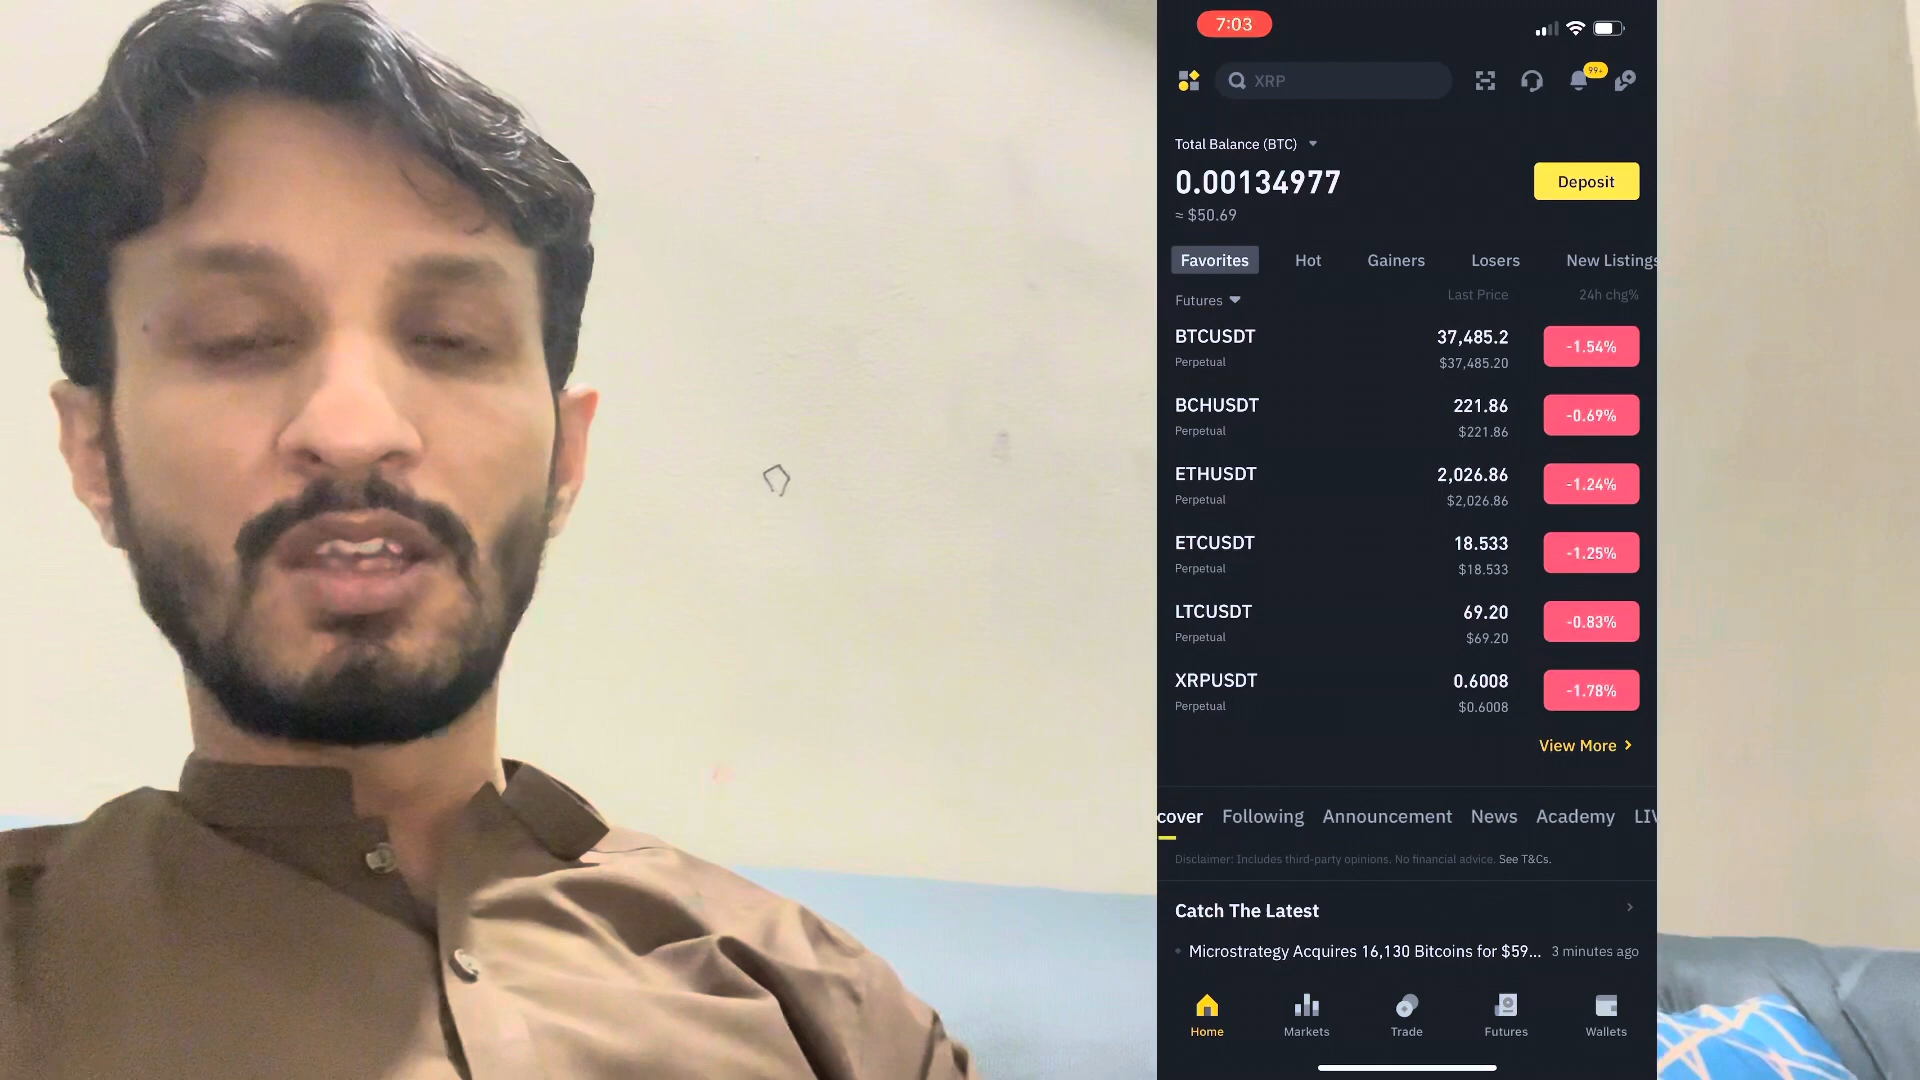 7:03
XRP
99+
Total Balance (BTC)
0.00134977
Deposit
≈ $50.69
Favorites Hot Gainers Losers New Listings
Futures Last Price 24h chg%
BTCUSDT 37,485.2 -1.54%
Perpetual $37,485.20
BCHUSDT 221.86 -0.69%
Perpetual $221.86
ETHUSDT 2,026.86 -1.24%
Perpetual $2,026.86
ETCUSDT 18.533 -1.25%
Perpetual $18.533
LTCUSDT 69.20 -0.83%
Perpetual $69.20
XRPUSDT 0.6008 -1.78%
Perpetual $0.6008
View More
cover Following Announcement News Academy LIV
Disclaimer: Includes third-party opinions. No financial advice. See T&Cs.
Catch The Latest
Microstrategy Acquires 16,130 Bitcoins for $59... 3 minutes ago
Home Markets Trade Futures Wallets